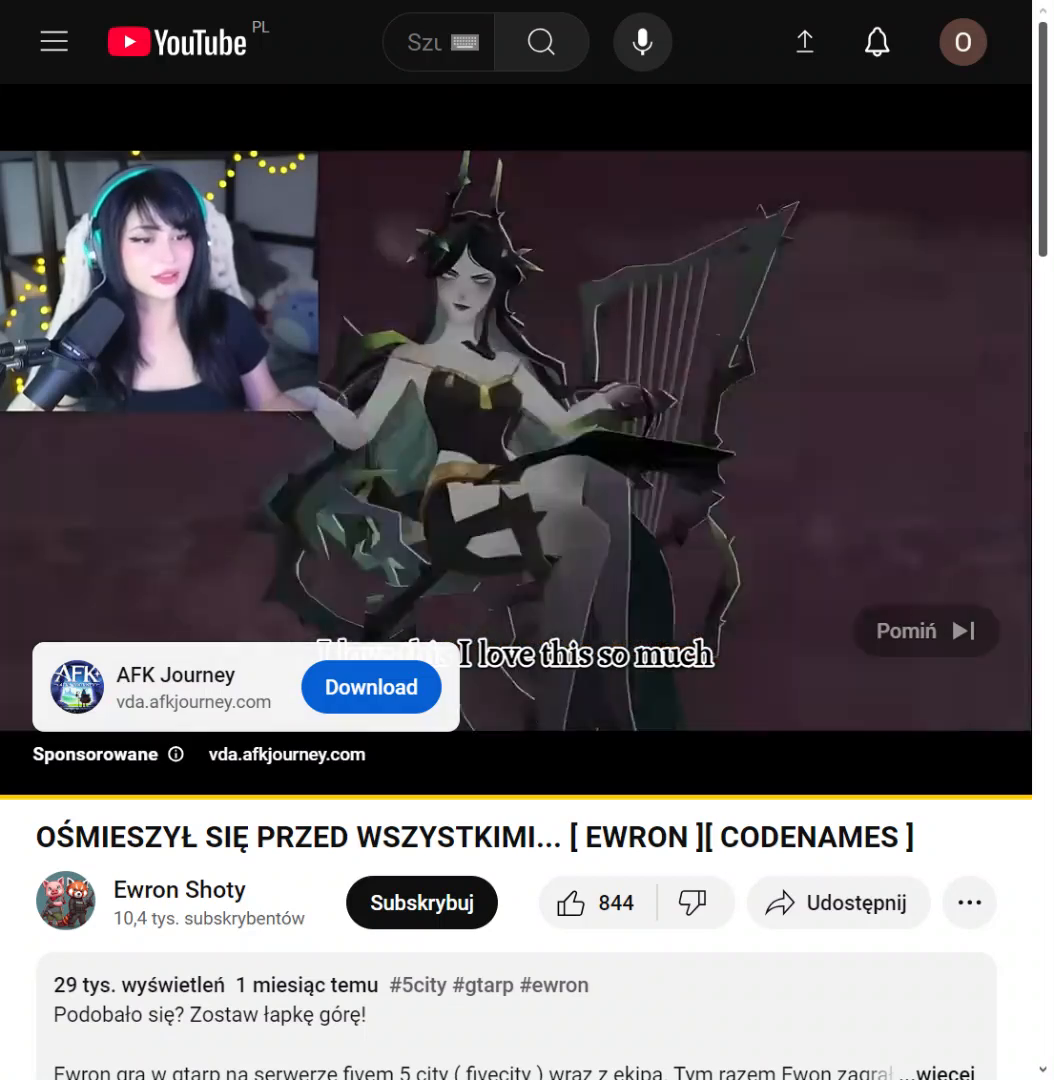 YouTube PL
Szu
O
I love this so much
Pomiń
AFK
AFK Journey
vda.afkjourney.com
Download
Sponsorowane vda.afkjourney.com
OŚMIESZYŁ SIĘ PRZED WSZYSTKIMI... [ EWRON ][ CODENAMES ]
Ewron Shoty
10,4 tys. subskrybentów
Subskrybuj
844
Udostępnij
29 tys. wyświetleń 1 miesiąc temu #5city #gtarp #ewron
Podobało się? Zostaw łapkę górę!
Ewron gra w gtarp na serwerze fivem 5 city ( fivecity ) wraz z ekipą. Tym razem Ewon zagrał ...więcej